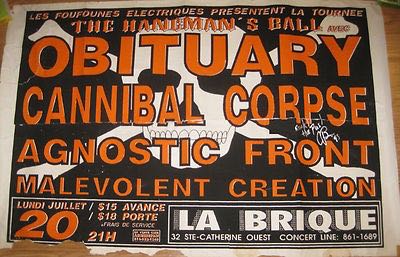 LES FOUFOUNES ELECTRIQUES PRESENTENT LA TOURNEE
THE HANGMAN'S BALL AVEC
OBITUARY
CANNIBAL CORPSE
AGNOSTIC FRONT
MALEVOLENT CREATION
LUNDI JUILLET
20
$15 AVANCE
$18 PORTE
FRAIS DE SERVICE
21H
LA BRIQUE
32 STE-CATHERINE OUEST CONCERT LINE: 861-1689